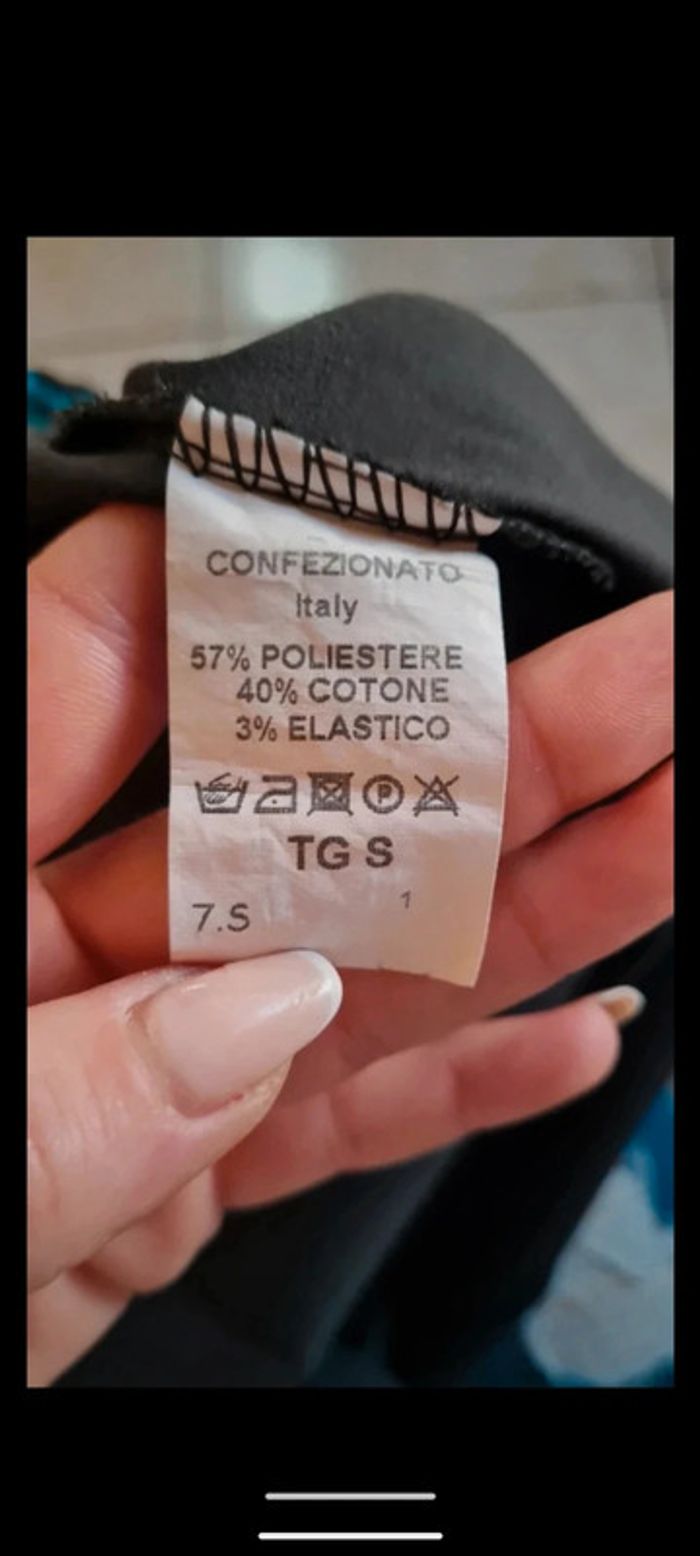 CONFEZIONATO
Italy
57% POLIESTERE
40% COTONE
3% ELASTICO
P
TG S
1
7.S